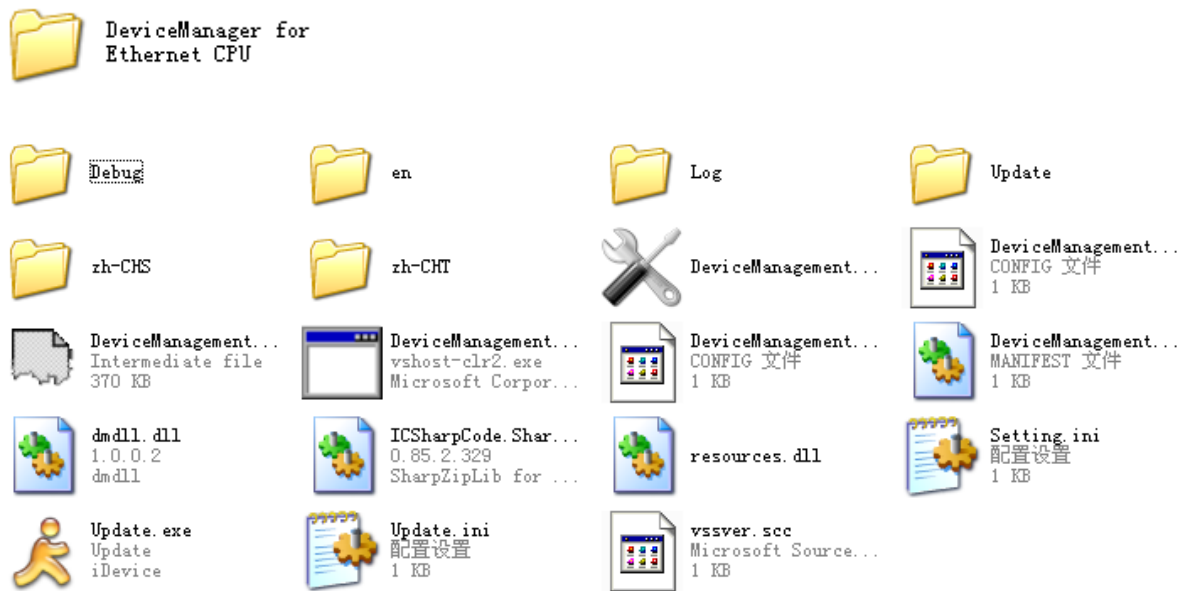 DeviceManager for
Ethernet CPU
Debug
en
Log
Update
zh-CHS
zh-CHT
DeviceManagement...
DeviceManagement...
CONFIG 文件
1 KB
DeviceManagement...
Intermediate file
370 KB
DeviceManagement...
vshost-clr2.exe
Microsoft Corpor...
DeviceManagement...
CONFIG 文件
1 KB
DeviceManagement...
MANIFEST 文件
1 KB
dmdll.dll
1.0.0.2
dmdll
ICSharpCode.Shar...
0.85.2.329
SharpZipLib for ...
resources.dll
Setting.ini
配置设置
1 KB
Update.exe
Update
iDevice
Update.ini
配置设置
1 KB
vssver.scc
Microsoft Source...
1 KB